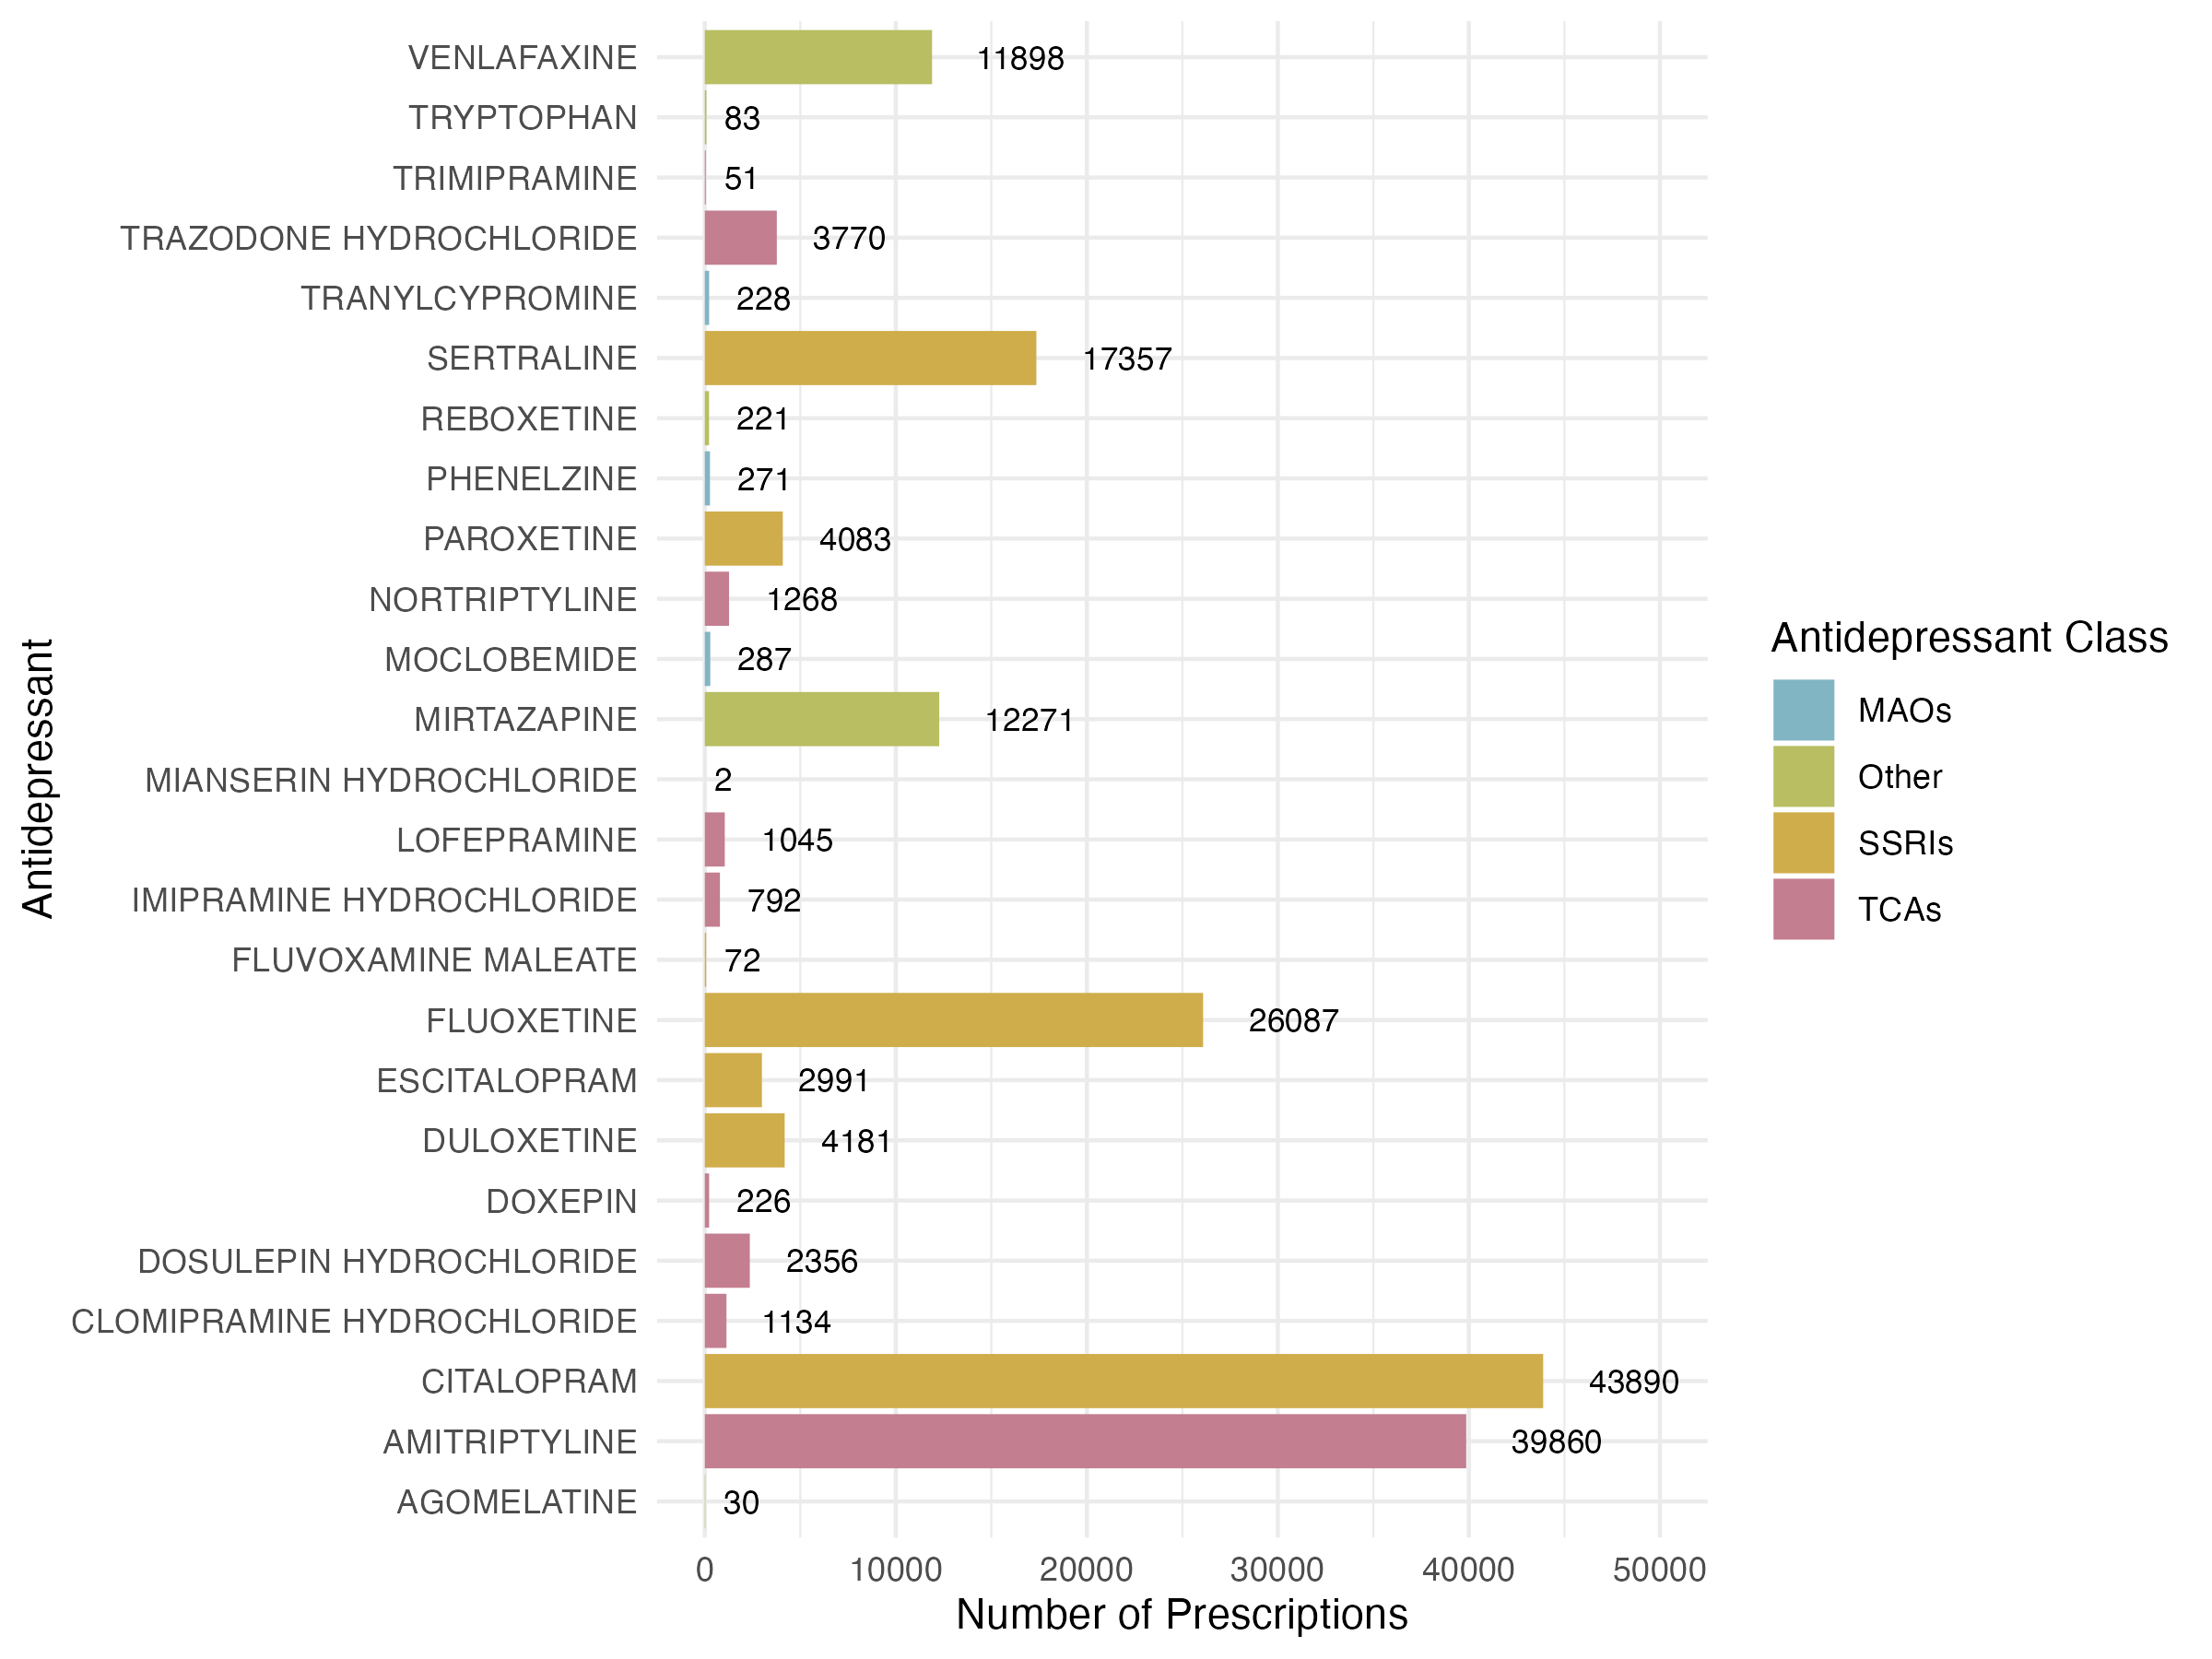 VENLAFAXINE 11898
TRYPTOPHAN 83
TRIMIPRAMINE 51
TRAZODONE HYDROCHLORIDE 3770
TRANYLCYPROMINE 228
SERTRALINE 17357
REBOXETINE 221
PHENELZINE 271
PAROXETINE 4083
NORTRIPTYLINE 1268
MOCLOBEMIDE 287
MIRTAZAPINE 12271
MIANSERIN HYDROCHLORIDE 2
LOFEPRAMINE 1045
IMIPRAMINE HYDROCHLORIDE 792
FLUVOXAMINE MALEATE 72
FLUOXETINE 26087
ESCITALOPRAM 2991
DULOXETINE 4181
DOXEPIN 226
DOSULEPIN HYDROCHLORIDE 2356
CLOMIPRAMINE HYDROCHLORIDE 1134
CITALOPRAM 43890
AMITRIPTYLINE 39860
AGOMELATINE 30
0 10000 20000 30000 40000 50000
Number of Prescriptions
Antidepressant
Antidepressant Class
MAOs
Other
SSRIs
TCAs